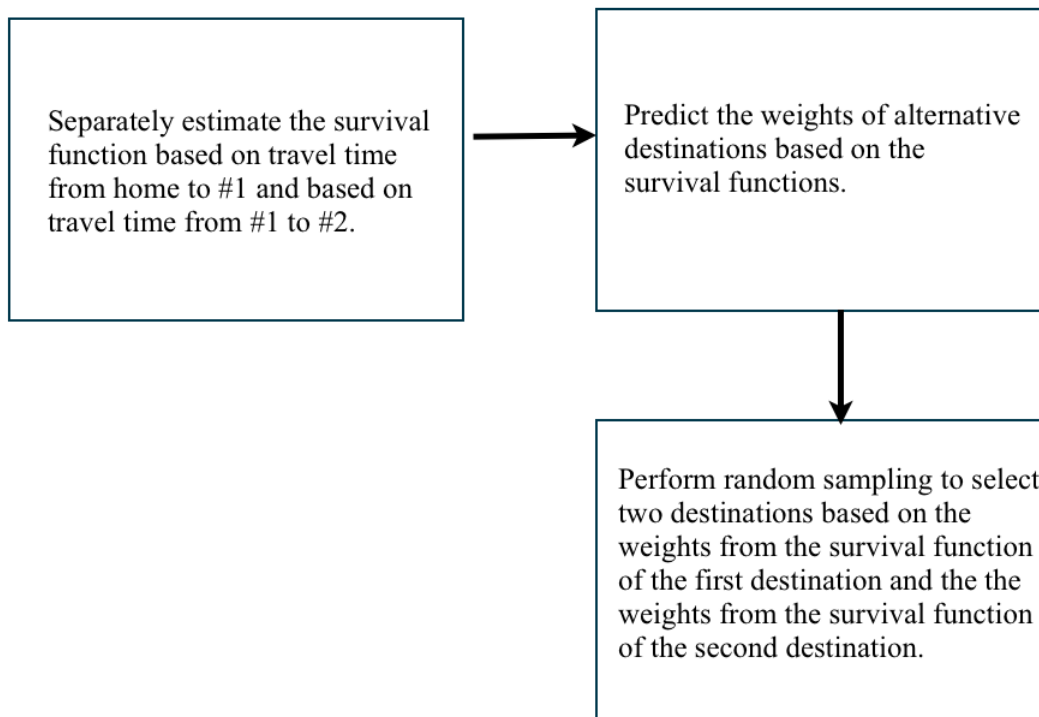 Separately estimate the survival
function based on travel time
from home to #1 and based on
travel time from #1 to #2.
Predict the weights of alternative
destinations based on the
survival functions.
Perform random sampling to select
two destinations based on the
weights from the survival function
of the first destination and the the
weights from the survival function
of the second destination.